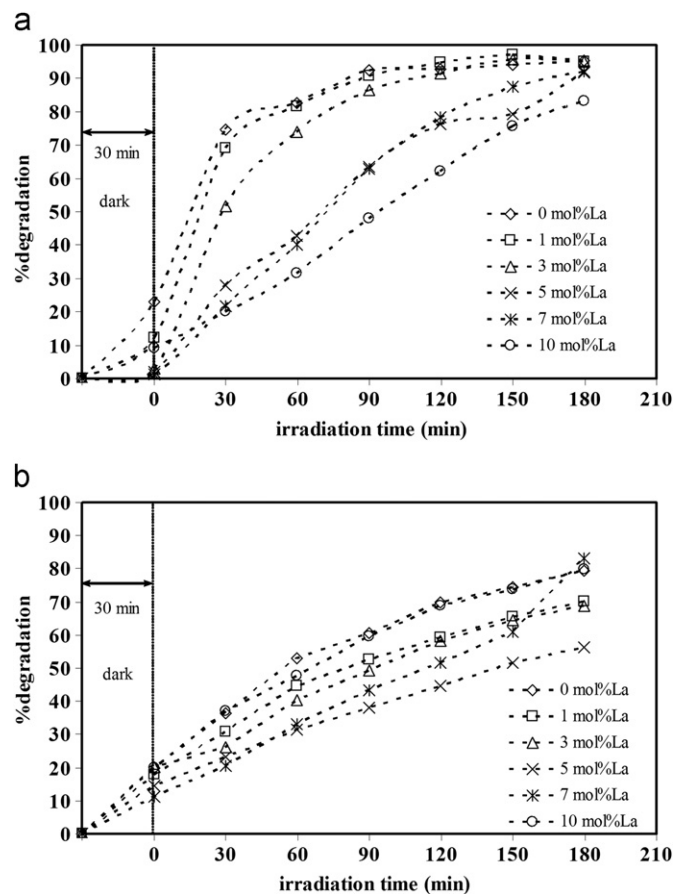 a
100
90
80
70
60
50
40
30
20
10
0
%degradation
30 min
dark
0 mol%La
1 mol%La
3 mol%La
5 mol%La
7 mol%La
10 mol%La
0 30 60 90 120 150 180 210
irradiation time (min)
b
100
90
80
70
60
50
40
30
20
10
0
%degradation
30 min
dark
0 mol%La
1 mol%La
3 mol%La
5 mol%La
7 mol%La
10 mol%La
0 30 60 90 120 150 180 210
irradiation time (min)